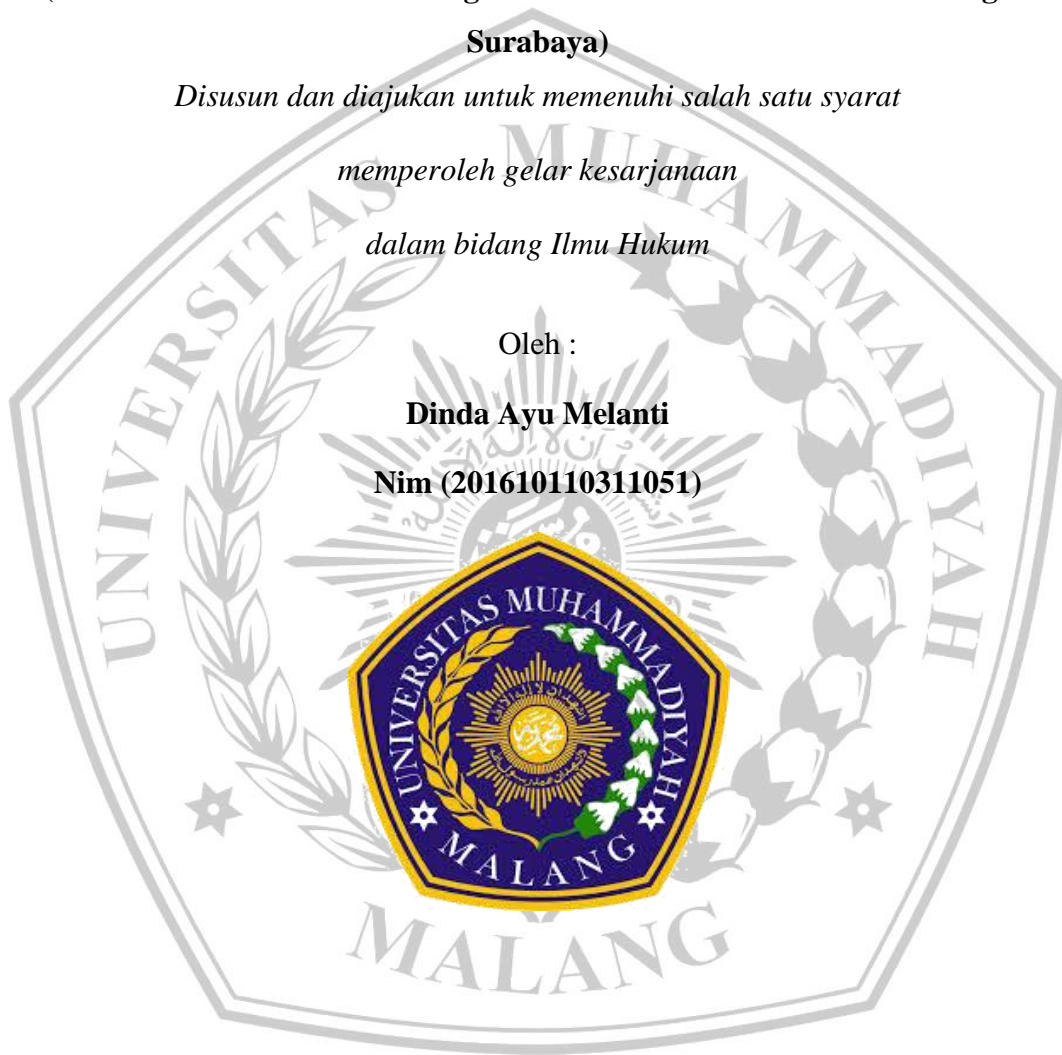 Surabaya)
Disusun dan diajukan untuk memenuhi salah satu syarat
memperoleh gelar kesarjanaan
dalam bidang Ilmu Hukum
Oleh :
Dinda Ayu Melanti
Nim (201610110311051)
UNIVERSITAS MUHAMMADIYAH
MALANG
UNIVERSITAS MUHAMMADIYAH
MALANG